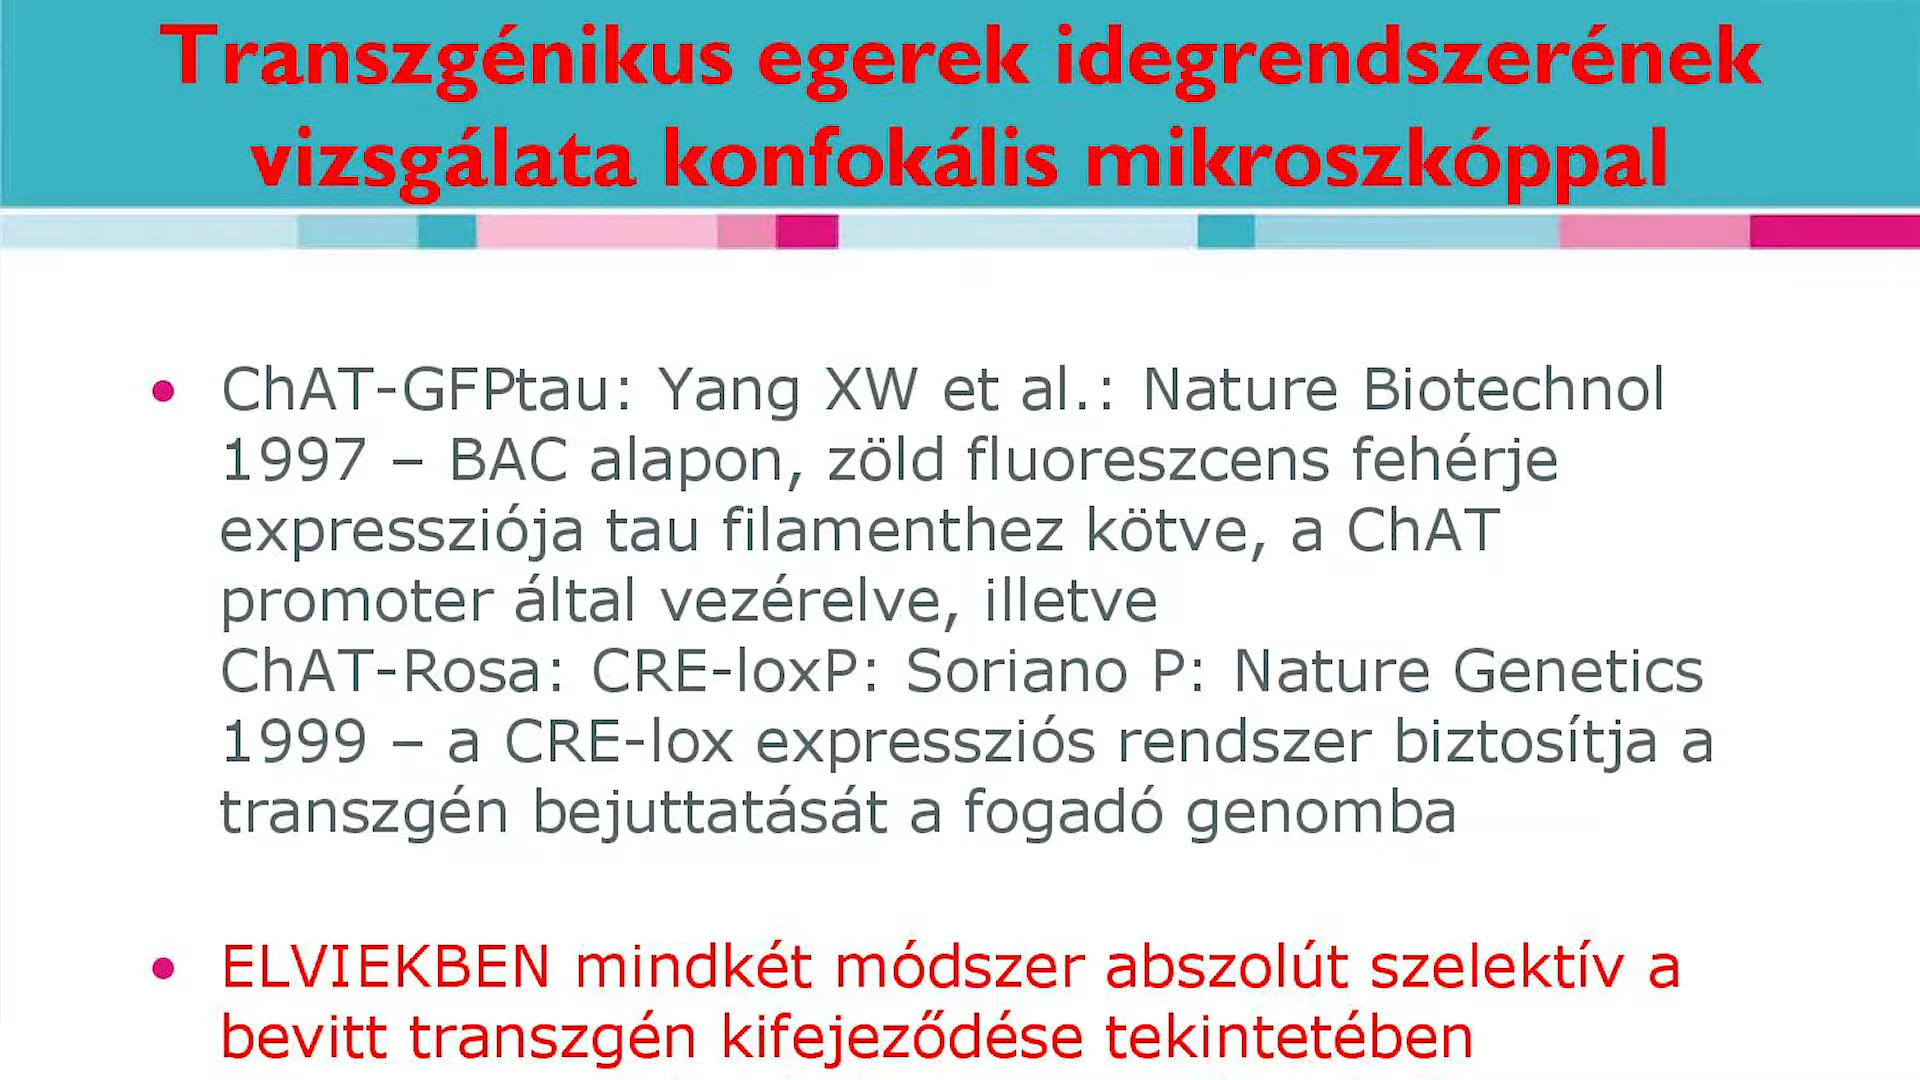 Transzgénikus egerek idegrendszerének
vizsgálata konfokális mikroszkóppal
• ChAT-GFPtau: Yang XW et al.: Nature Biotechnol
1997 – BAC alapon, zöld fluoreszcens fehérje
expressziója tau filamenthez kötve, a ChAT
promoter által vezérelve, illetve
ChAT-Rosa: CRE-loxP: Soriano P: Nature Genetics
1999 – a CRE-lox expressziós rendszer biztosítja a
transzgén bejuttatását a fogadó genomba
• ELVIEKBEN mindkét módszer abszolút szelektív a
bevitt transzgén kifejeződése tekintetében